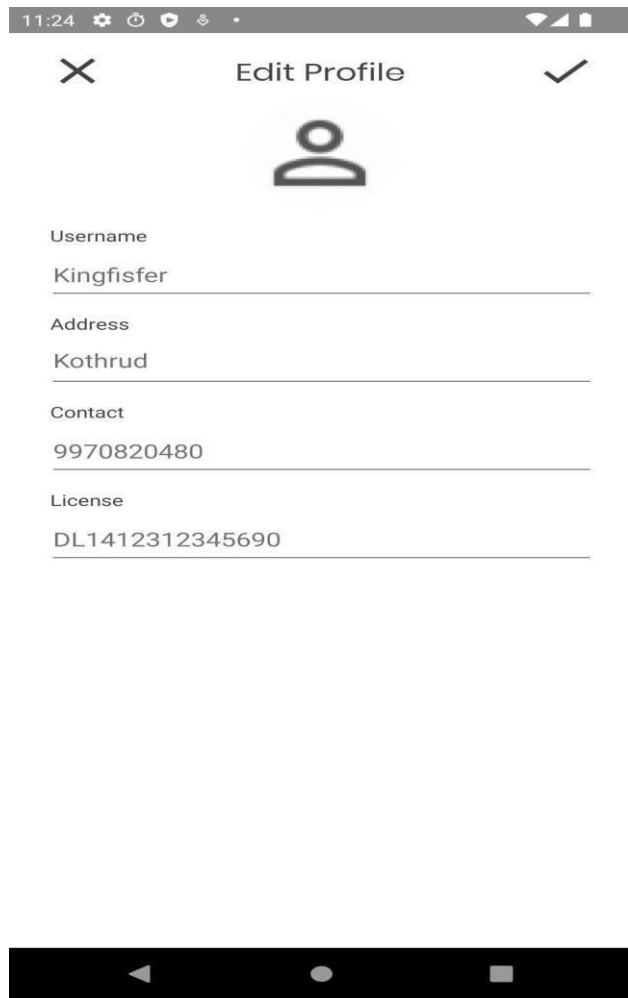 11:24
Edit Profile
Username
Kingfisfer
Address
Kothrud
Contact
9970820480
License
DL1412312345690